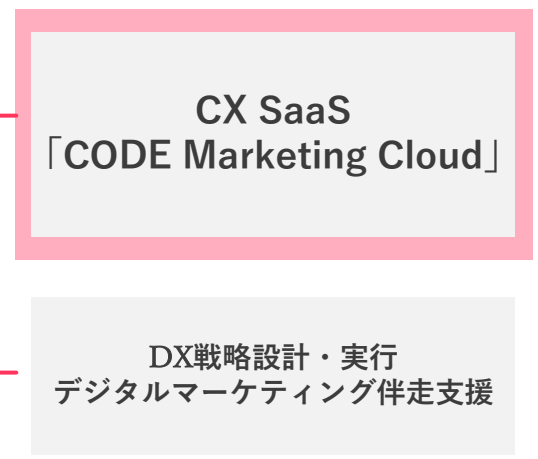 CX SaaS
「CODE Marketing Cloud」
DX戦略設計・実行
デジタルマーケティング伴走支援